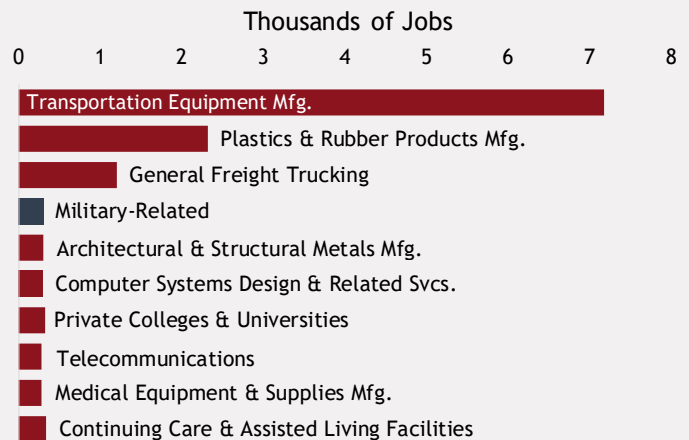 Thousands of Jobs
0 1 2 3 4 5 6 7 8
Transportation Equipment Mfg.
Plastics & Rubber Products Mfg.
General Freight Trucking
Military-Related
Architectural & Structural Metals Mfg.
Computer Systems Design & Related Svcs.
Private Colleges & Universities
Telecommunications
Medical Equipment & Supplies Mfg.
Continuing Care & Assisted Living Facilities